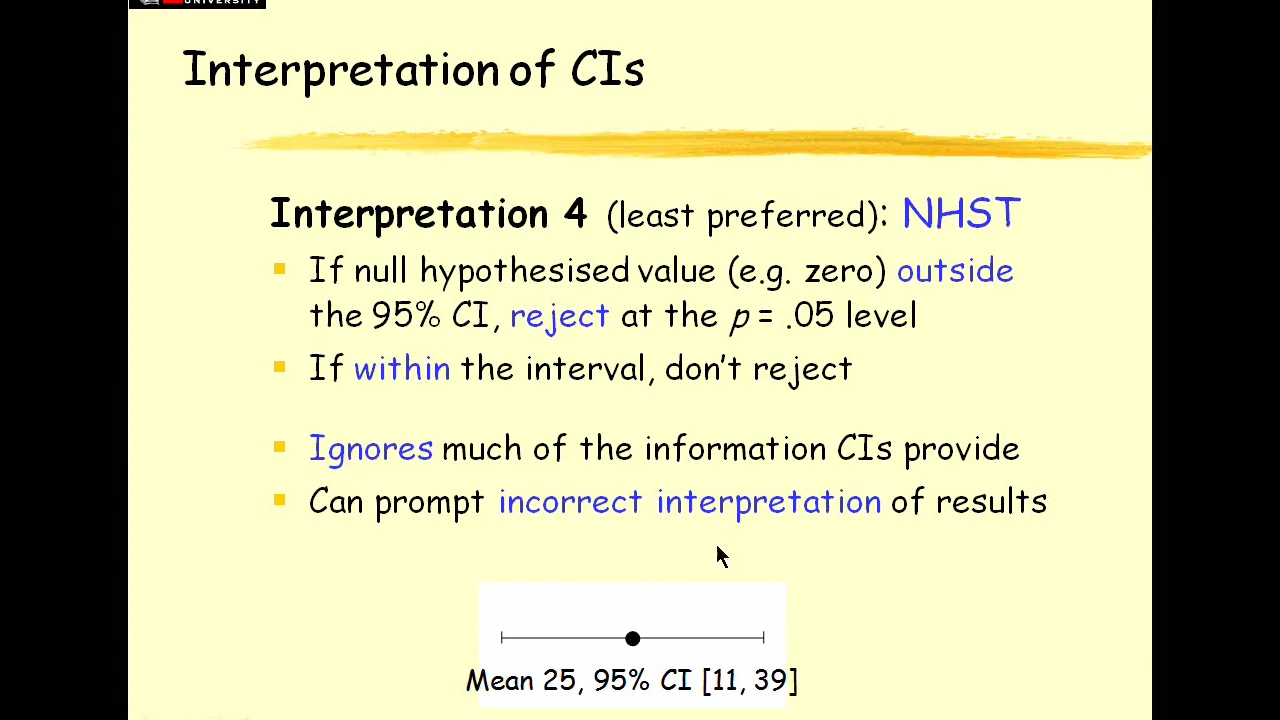 UNIVERSITY
Interpretation of CIs
Interpretation 4 (least preferred): NHST
If null hypothesised value (e.g. zero) outside
the 95% CI, reject at the p = .05 level
If within the interval, don't reject
Ignores much of the information CIs provide
Can prompt incorrect interpretation of results
Mean 25, 95% CI [11, 39]